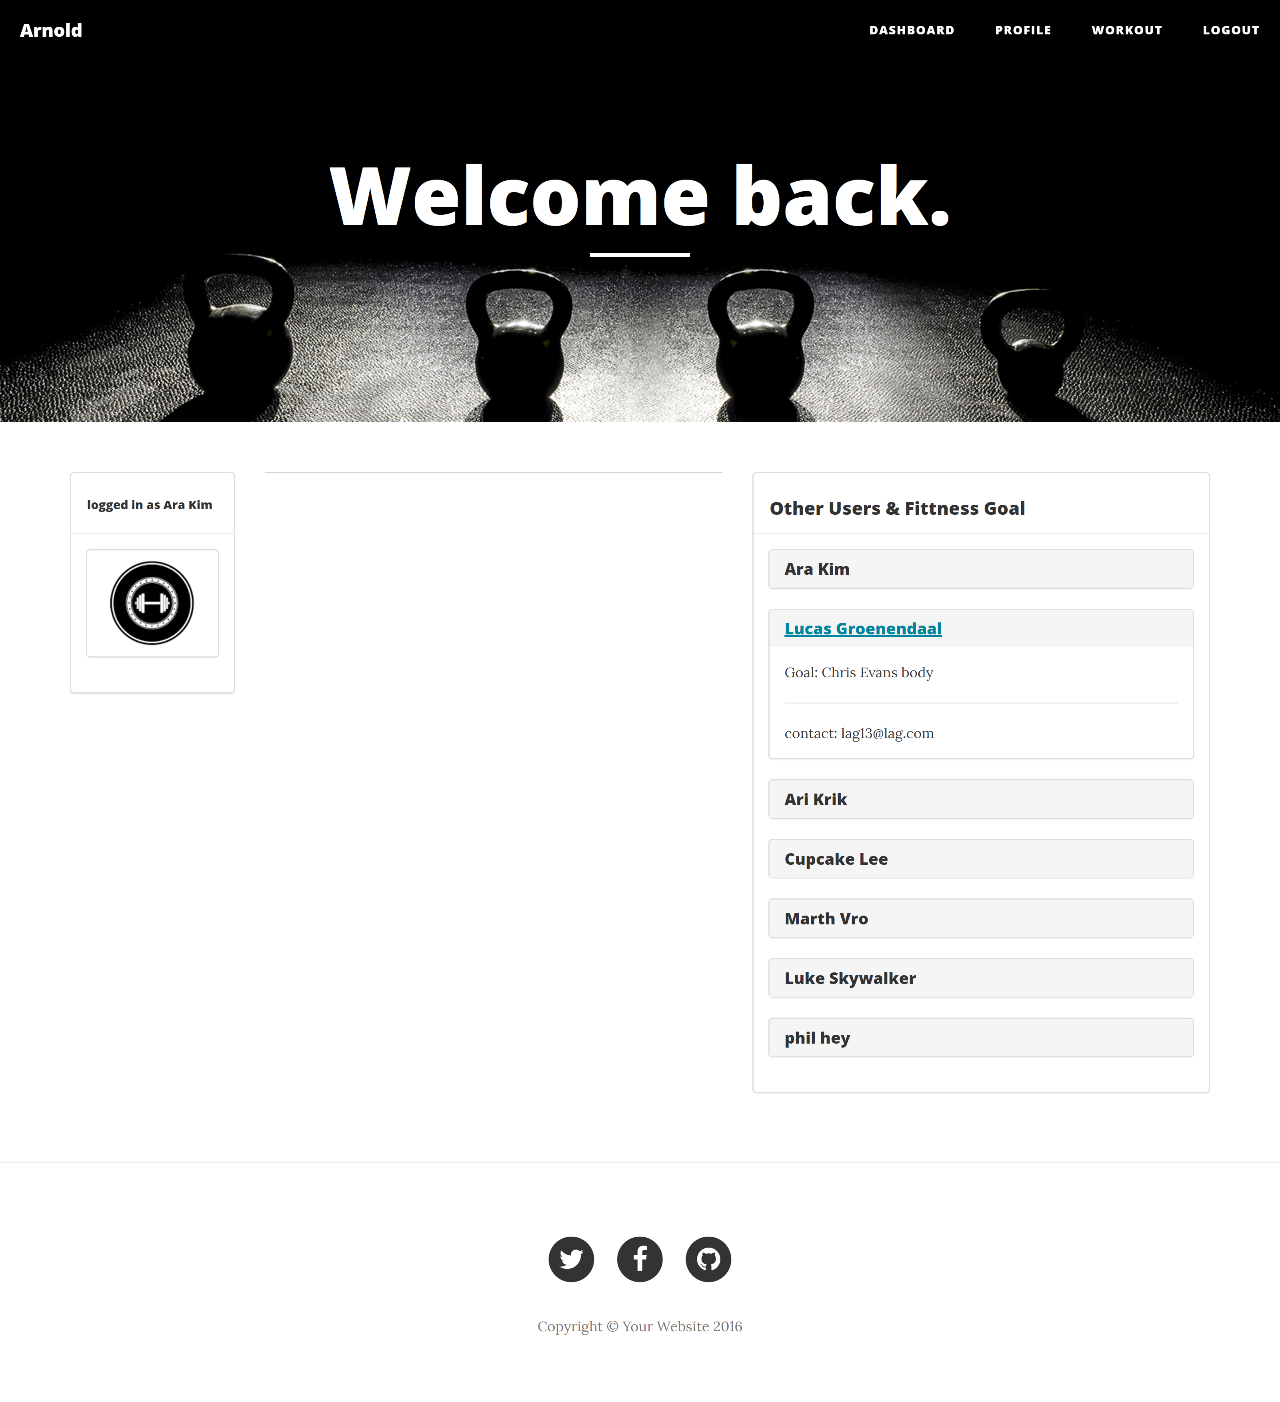 Arnold
DASHBOARD PROFILE WORKOUT LOGOUT
Welcome back.
logged in as Ara Kim
Other Users & Fittness Goal
Ara Kim
Lucas Groenendaal
Goal: Chris Evans body
contact: lag13@lag.com
Ari Krik
Cupcake Lee
Marth Vro
Luke Skywalker
phil hey
Copyright © Your Website 2016